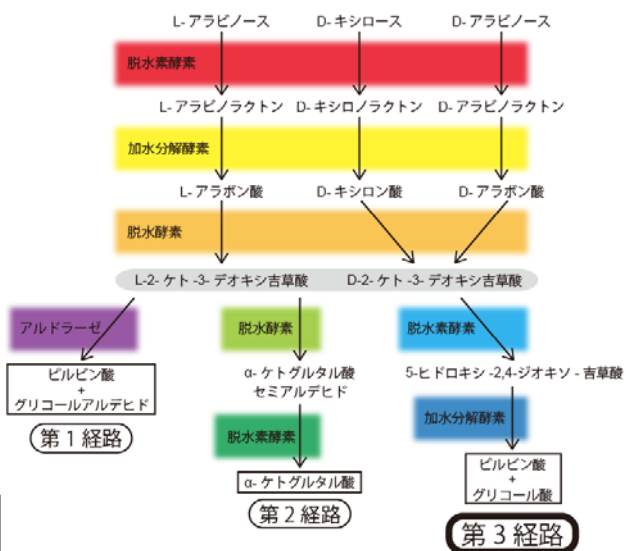 L- アラビノース D- キシロース D- アラビノース
脱水素酵素
L- アラビノラクトン D- キシロノラクトン D- アラビノラクトン
加水分解酵素
L- アラボン酸 D- キシロン酸 D- アラボン酸
脱水酵素
L-2- ケト -3- デオキシ吉草酸 D-2- ケト -3- デオキシ吉草酸
アルドラーゼ 脱水酵素 脱水素酵素
α- ケトグルタル酸
セミアルデヒド
5-ヒドロキシ -2,4-ジオキソ - 吉草酸
ピルビン酸
+
グリコールアルデヒド
第 1 経路
脱水素酵素
加水分解酵素
α- ケトグルタル酸
第 2 経路
ピルビン酸
+
グリコール酸
第 3 経路